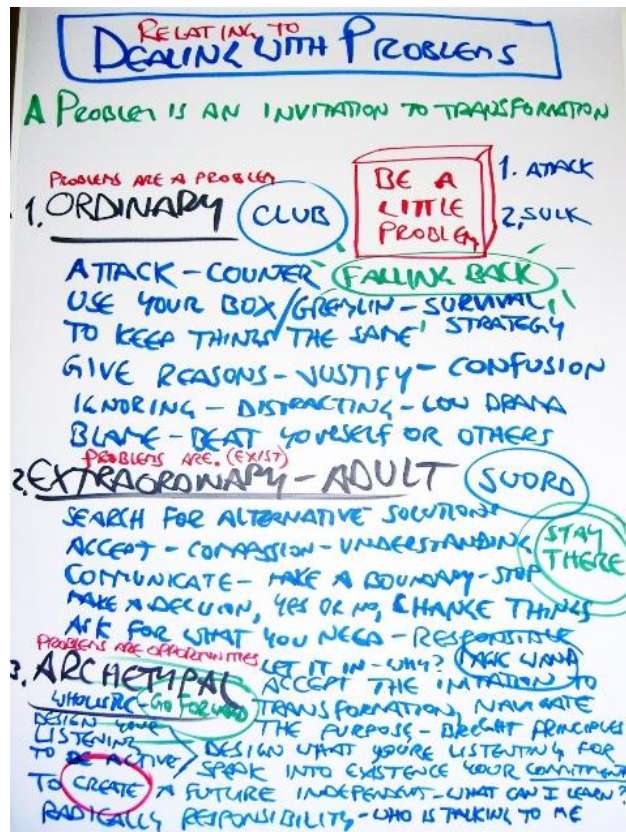 RELATING TO
DEALING WITH PROBLEMS
A PROBLEM IS AN INVITATION TO TRANSFORMATION
PROBLEMS ARE A PROBLEM
1. ORDINARY
CLUB
BE A
LITTLE
PROBLEM
1. ATTACK
2, SULK
ATTACK - COUNTER
FALLING BACK
USE YOUR BOX/GREMLIN - SURVIVAL
TO KEEP THINGS THE SAME STRATEGY
GIVE REASONS - JUSTIFY - CONFUSION
IGNORING - DISTRACTING - LOW DRAMA
BLAME - BEAT YOURSELF OR OTHERS
PROBLEMS ARE. (EXIST)
2. EXTRAORDINARY - ADULT
SWORD
SEARCH FOR ALTERNATIVE SOLUTIONS
ACCEPT - COMPASSION - UNDERSTANDING
STAY
THERE
COMMUNICATE - MAKE A BOUNDARY - STOP
MAKE A DECISION, YES OR NO, CHANGE THINGS
ASK FOR WHAT YOU NEED - RESPONSIBLE
PROBLEMS ARE OPPORTUNITIES
3. ARCHETYPAL
LET IT IN - WHY?
WAND
WHOLISTIC - GO FORWARD
ACCEPT THE INITATION TO
TRANSFORMATION, NAVIGATE
THE PURPOSE - BRIGHT PRINCIPLES
DESIGN YOUR
LISTENING
TO BE ACTIVE
DESIGN WHAT YOU'RE LISTENTING FOR
SPEAK INTO EXISTENCE YOUR COMMITMENT
TO CREATE A FUTURE INDEPENDANT - WHAT CAN I LEARN?
RADICALLY RESPONSIBILITY - WHO IS TALKING TO ME